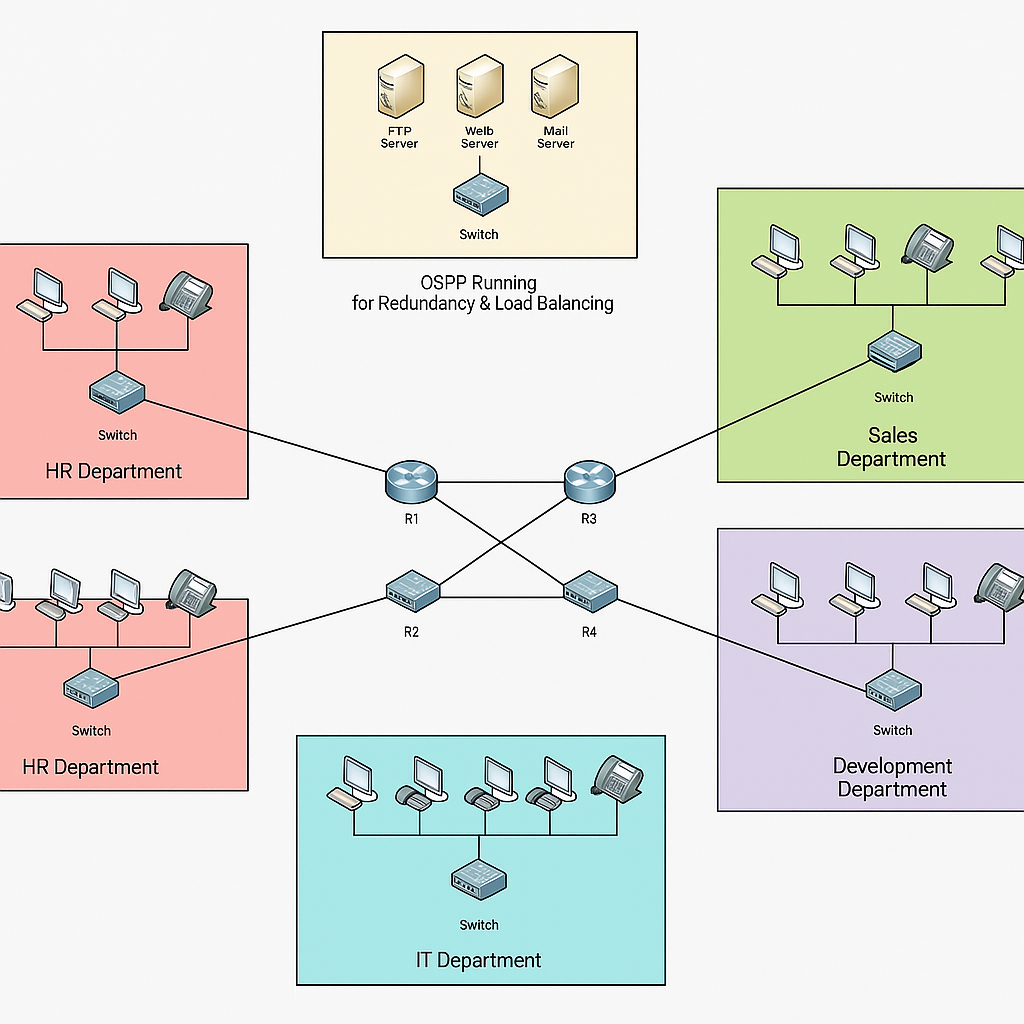 FTP
Server
Welb
Server
Mail
Server
Switch
OSPP Running
for Redundancy & Load Balancing
Switch
HR Department
Switch
Sales
Department
R1
R3
R2
R4
Switch
HR Department
Switch
Development
Department
Switch
IT Department